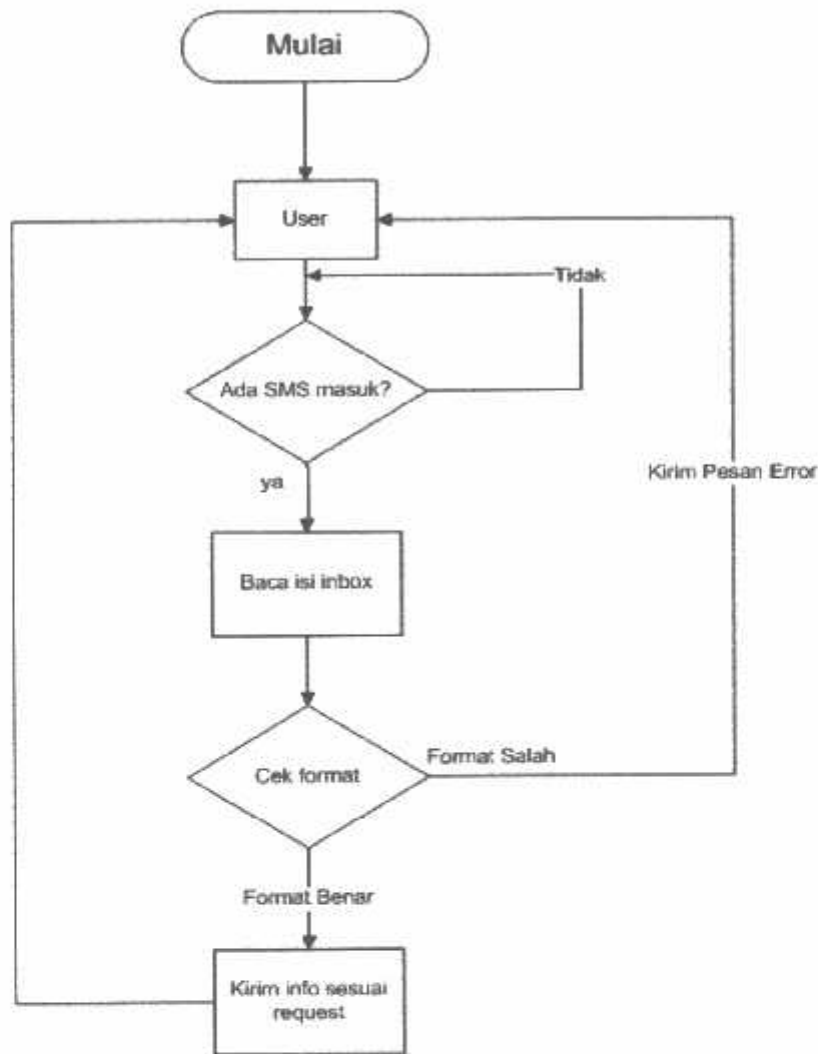 Mulai
User
Tidak
Ada SMS masuk?
ya
Kirim Pesan Error
Baca isi inbox
Cek format
Format Salah
Format Benar
Kirim info sesuai
request